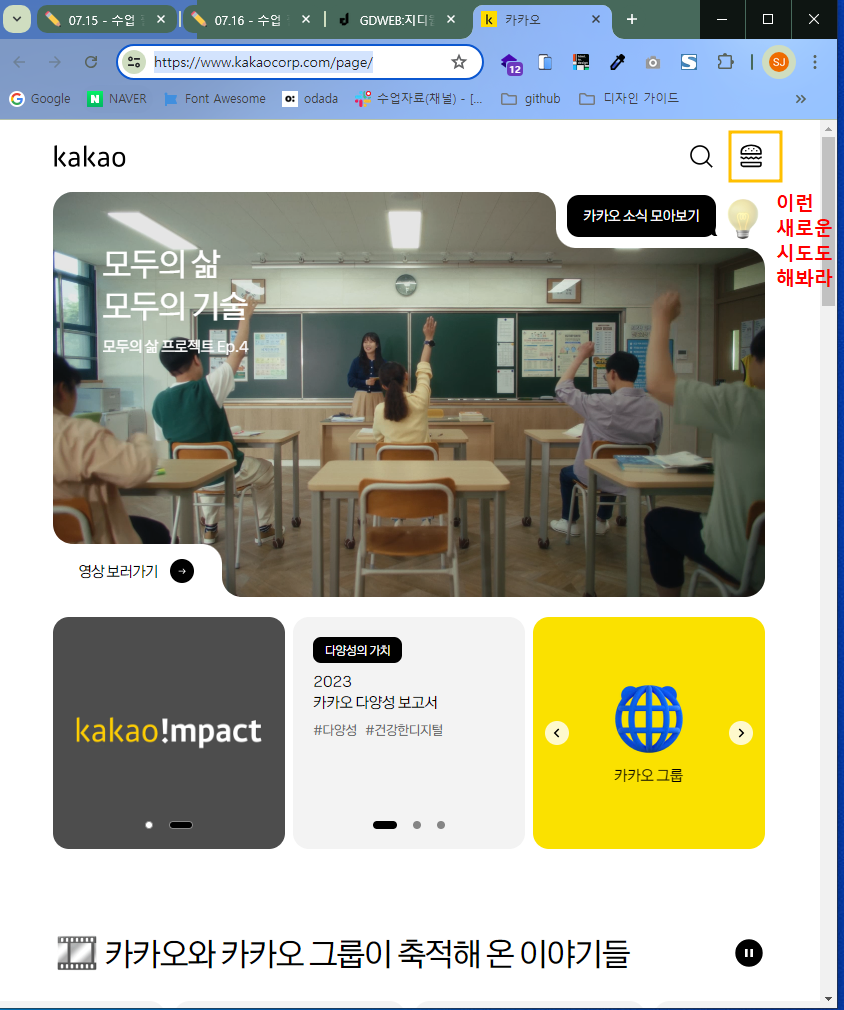 07.15 - 수업
07.16 - 수업
GDWEB:지디
카카오
https://www.kakaocorp.com/page/
12
SJ
Google
NAVER
Font Awesome
o:
odada
수업자료(채널) - [...
github
디자인 가이드
kakao
이런
새로운
시도도
해봐라
카카오 소식 모아보기
모두의 삶
모두의 기술
모두의 삶 프로젝트 Ep.4
영상 보러가기
kakao!mpact
다양성의 가치
2023
카카오 다양성 보고서
#다양성 #건강한디지털
카카오 그룹
카카오와 카카오 그룹이 축적해 온 이야기들